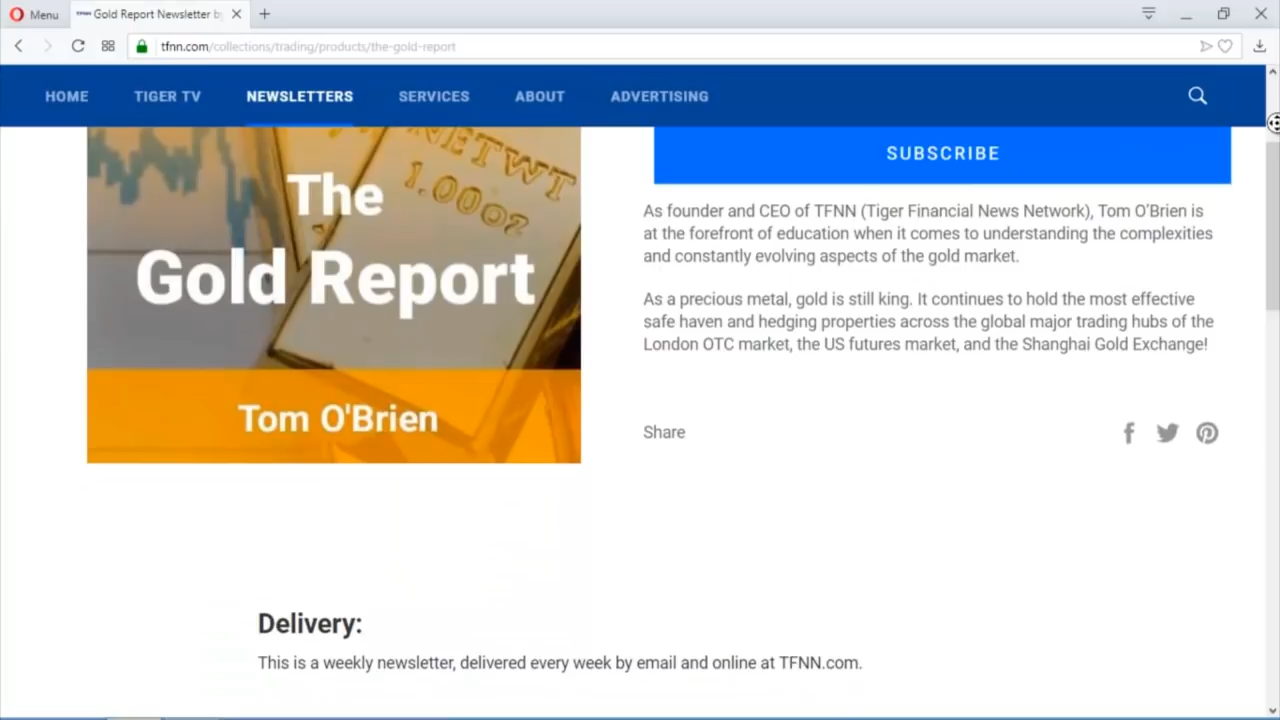 Menu
TFNN Gold Report Newsletter b
tfnn.com/collections/trading/products/the-gold-report
HOME
TIGER TV
NEWSLETTERS
SERVICES
ABOUT
ADVERTISING
NETWT
1.00oz
The
Gold Report
Tom O'Brien
SUBSCRIBE
As founder and CEO of TFNN (Tiger Financial News Network), Tom O'Brien is
at the forefront of education when it comes to understanding the complexities
and constantly evolving aspects of the gold market.
As a precious metal, gold is still king. It continues to hold the most effective
safe haven and hedging properties across the global major trading hubs of the
London OTC market, the US futures market, and the Shanghai Gold Exchange!
Share
Delivery:
This is a weekly newsletter, delivered every week by email and online at TFNN.com.